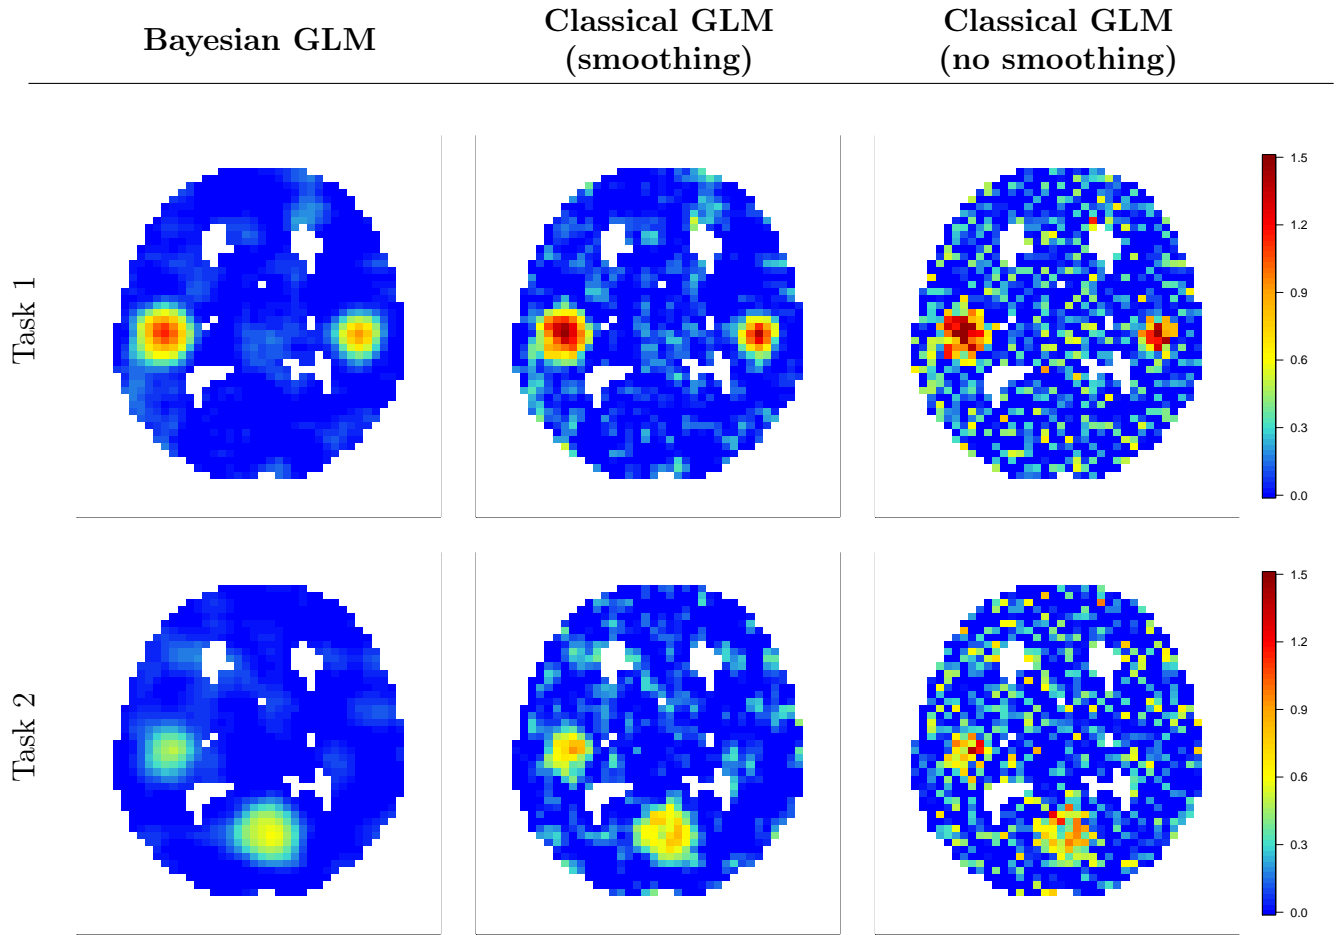 Bayesian GLM
Classical GLM
(smoothing)
Classical GLM
(no smoothing)
Task 1
1.5
1.2
0.9
0.6
0.3
0.0
Task 2
1.5
1.2
0.9
0.6
0.3
0.0